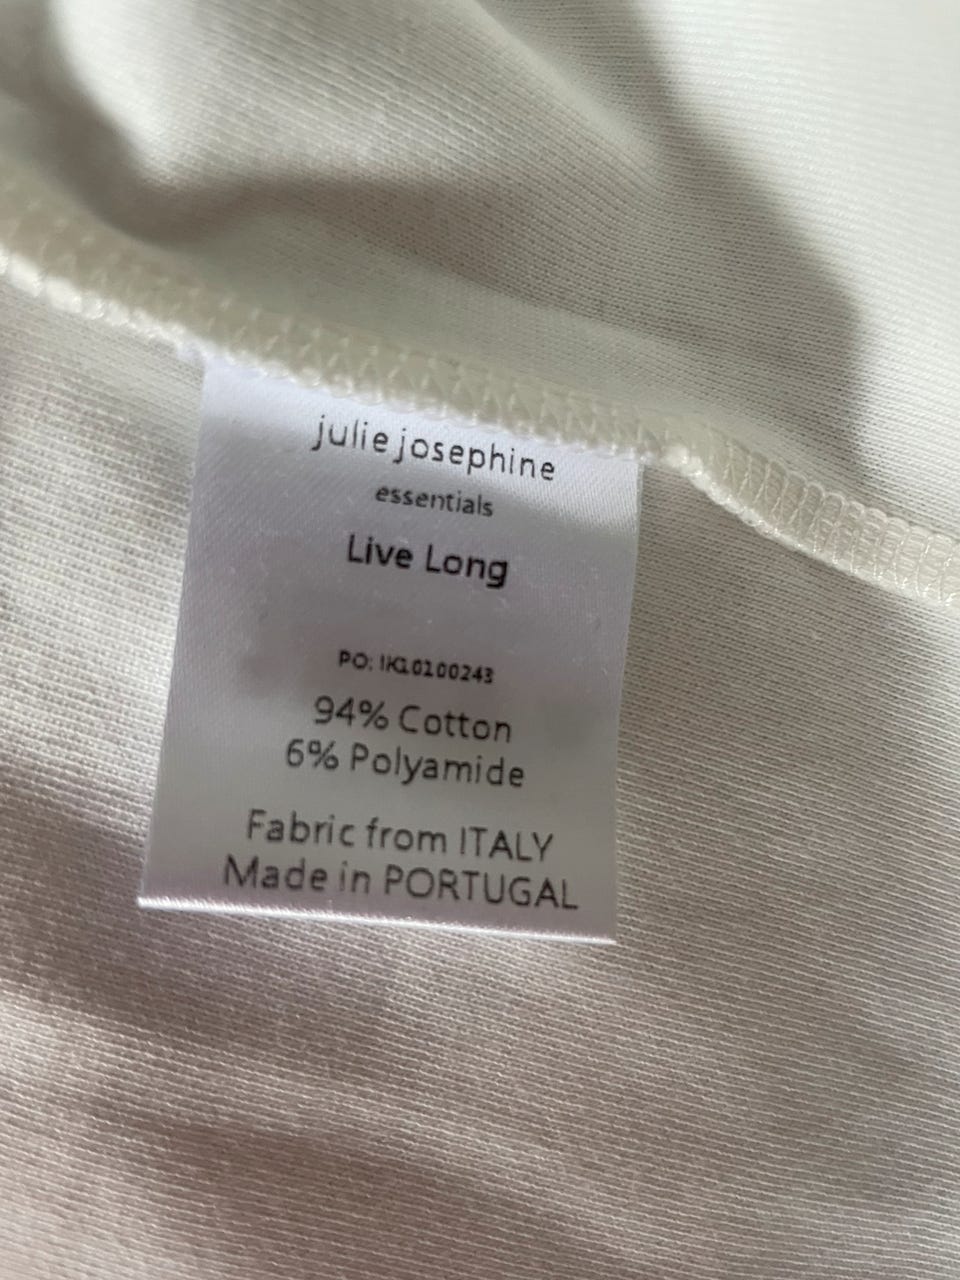 julie josephine
essentials
Live Long
PO: IK10100243
94% Cotton
6% Polyamide
Fabric from ITALY
Made in PORTUGAL